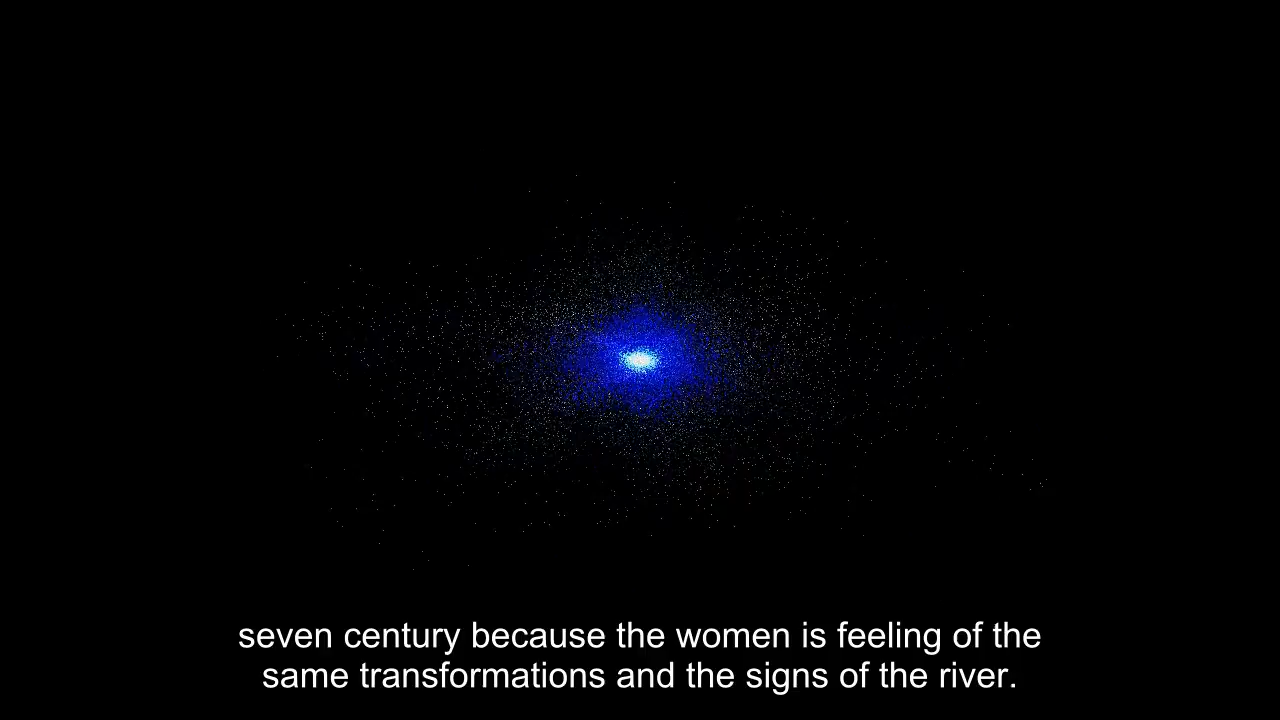 seven century because the women is feeling of the
same transformations and the signs of the river.